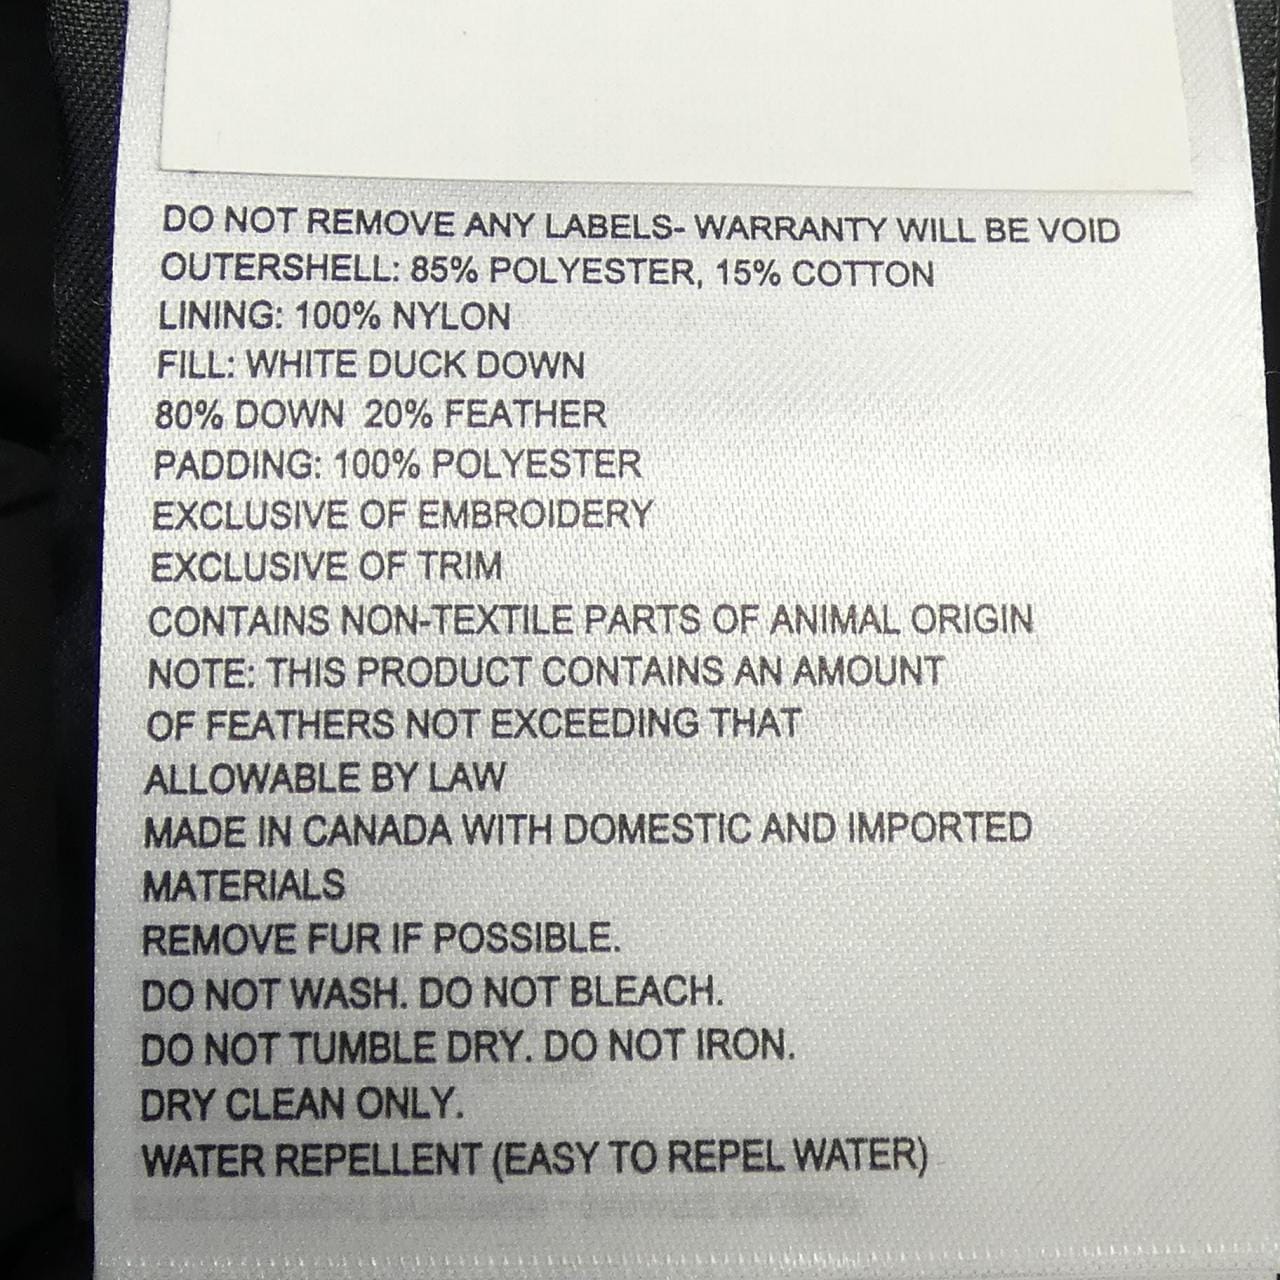 DO NOT REMOVE ANY LABELS- WARRANTY WILL BE VOID
OUTERSHELL: 85% POLYESTER, 15% COTTON
LINING: 100% NYLON
FILL: WHITE DUCK DOWN
80% DOWN 20% FEATHER
PADDING: 100% POLYESTER
EXCLUSIVE OF EMBROIDERY
EXCLUSIVE OF TRIM
CONTAINS NON-TEXTILE PARTS OF ANIMAL ORIGIN
NOTE: THIS PRODUCT CONTAINS AN AMOUNT
OF FEATHERS NOT EXCEEDING THAT
ALLOWABLE BY LAW
MADE IN CANADA WITH DOMESTIC AND IMPORTED
MATERIALS
REMOVE FUR IF POSSIBLE.
DO NOT WASH. DO NOT BLEACH.
DO NOT TUMBLE DRY. DO NOT IRON.
DRY CLEAN ONLY.
WATER REPELLENT (EASY TO REPEL WATER)